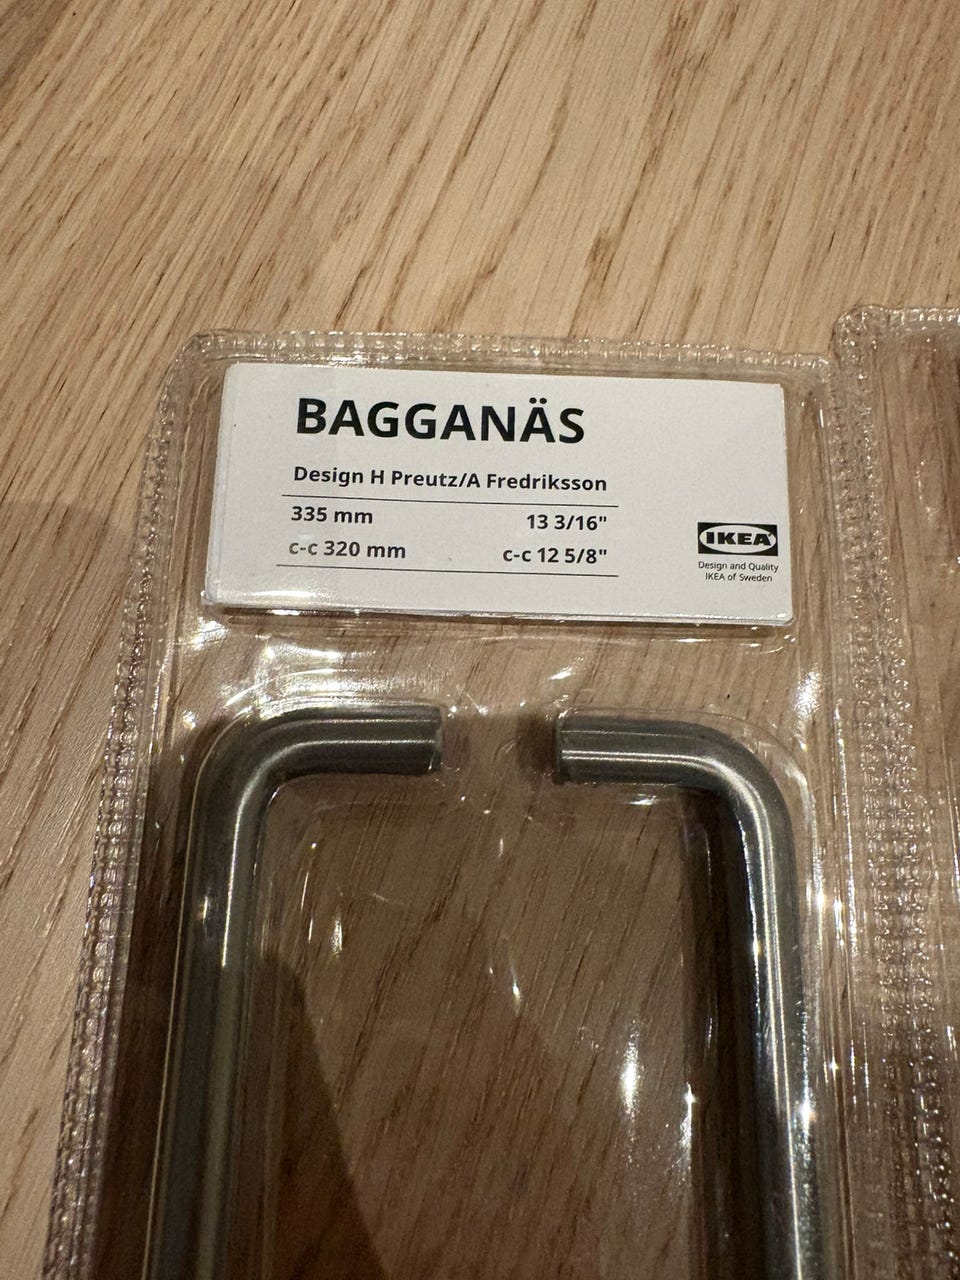 BAGGANÄS
Design H Preutz/A Fredriksson
335 mm 13 3/16"
c-c 320 mm c-c 12 5/8"
IKEA
Design and Quality
IKEA of Sweden